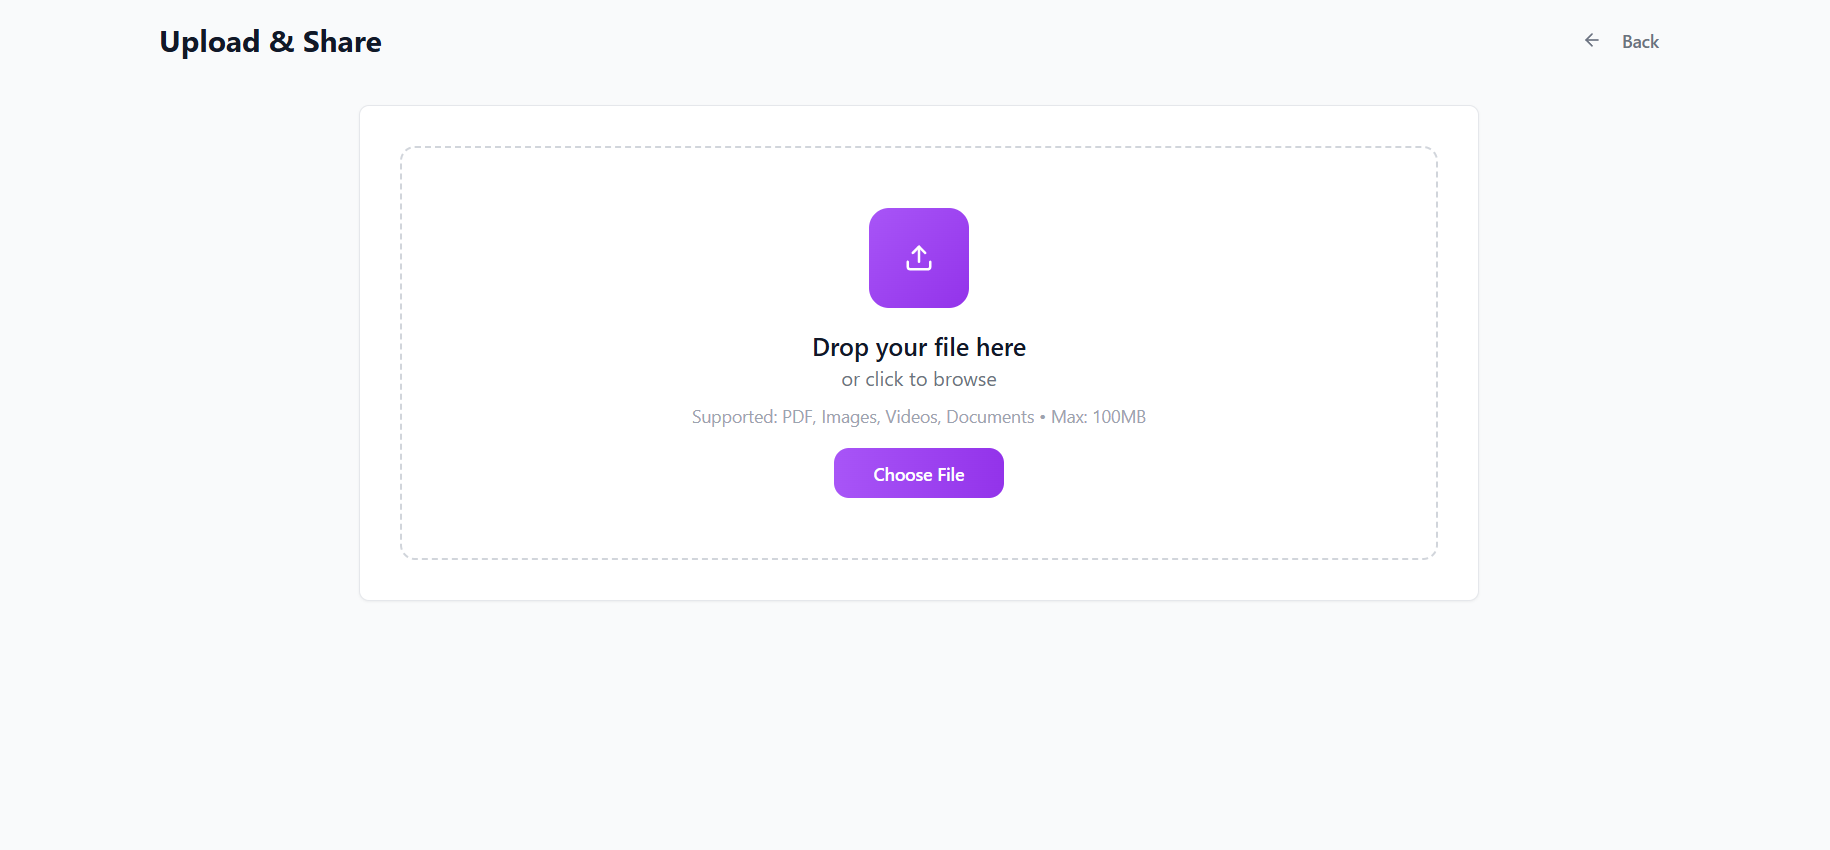 Upload & Share
Back
Drop your file here
or click to browse
Supported: PDF, Images, Videos, Documents • Max: 100MB
Choose File